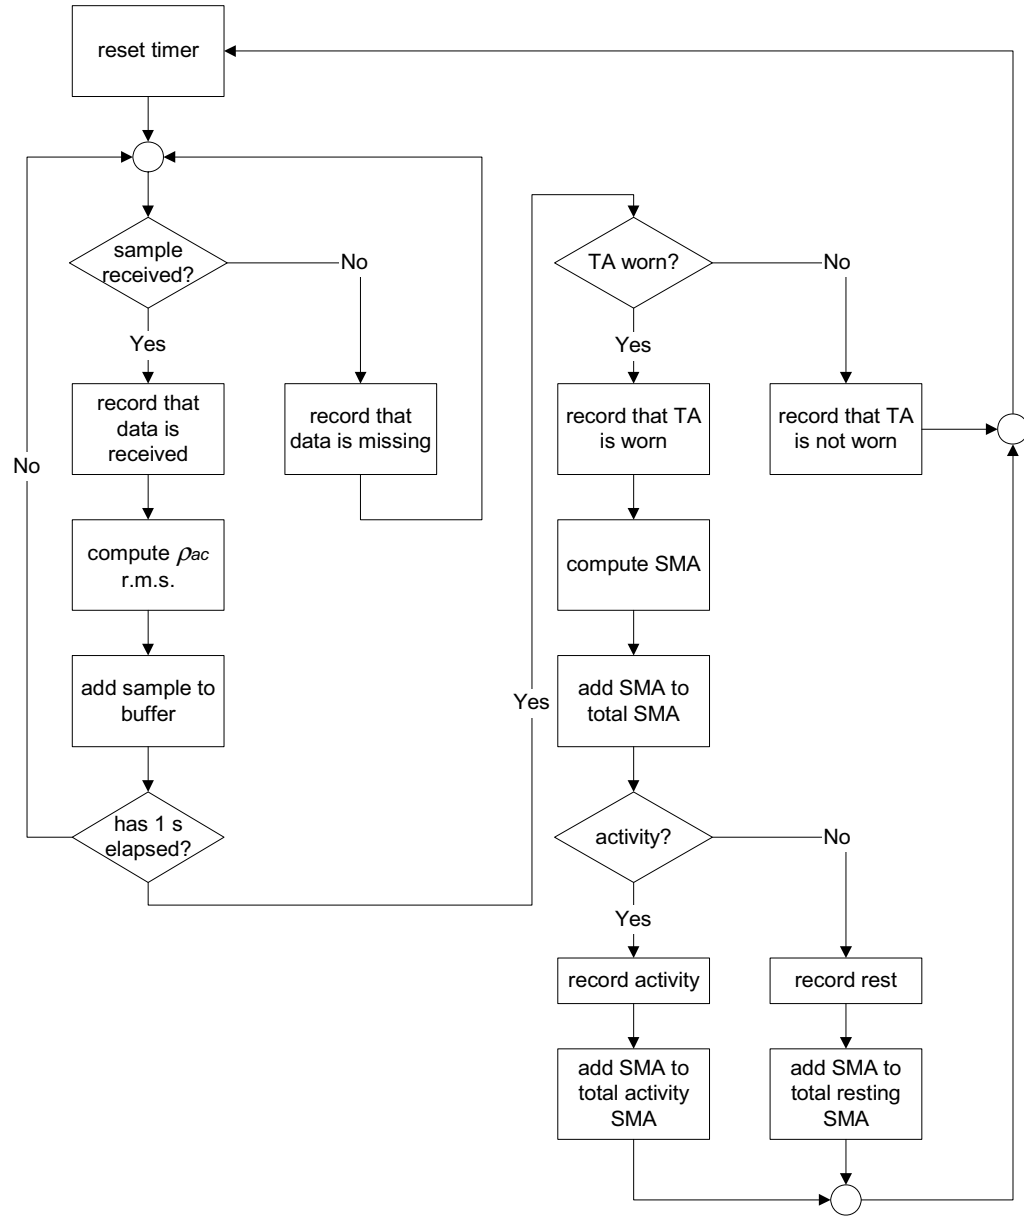 reset timer
sample
received?
No
Yes
record that
data is
received
record that
data is missing
No
compute ρac
r.m.s.
add sample to
buffer
has 1 s
elapsed?
Yes
TA worn?
No
Yes
record that TA
is worn
record that TA
is not worn
compute SMA
add SMA to
total SMA
activity?
No
Yes
record activity
record rest
add SMA to
total activity
SMA
add SMA to
total resting
SMA